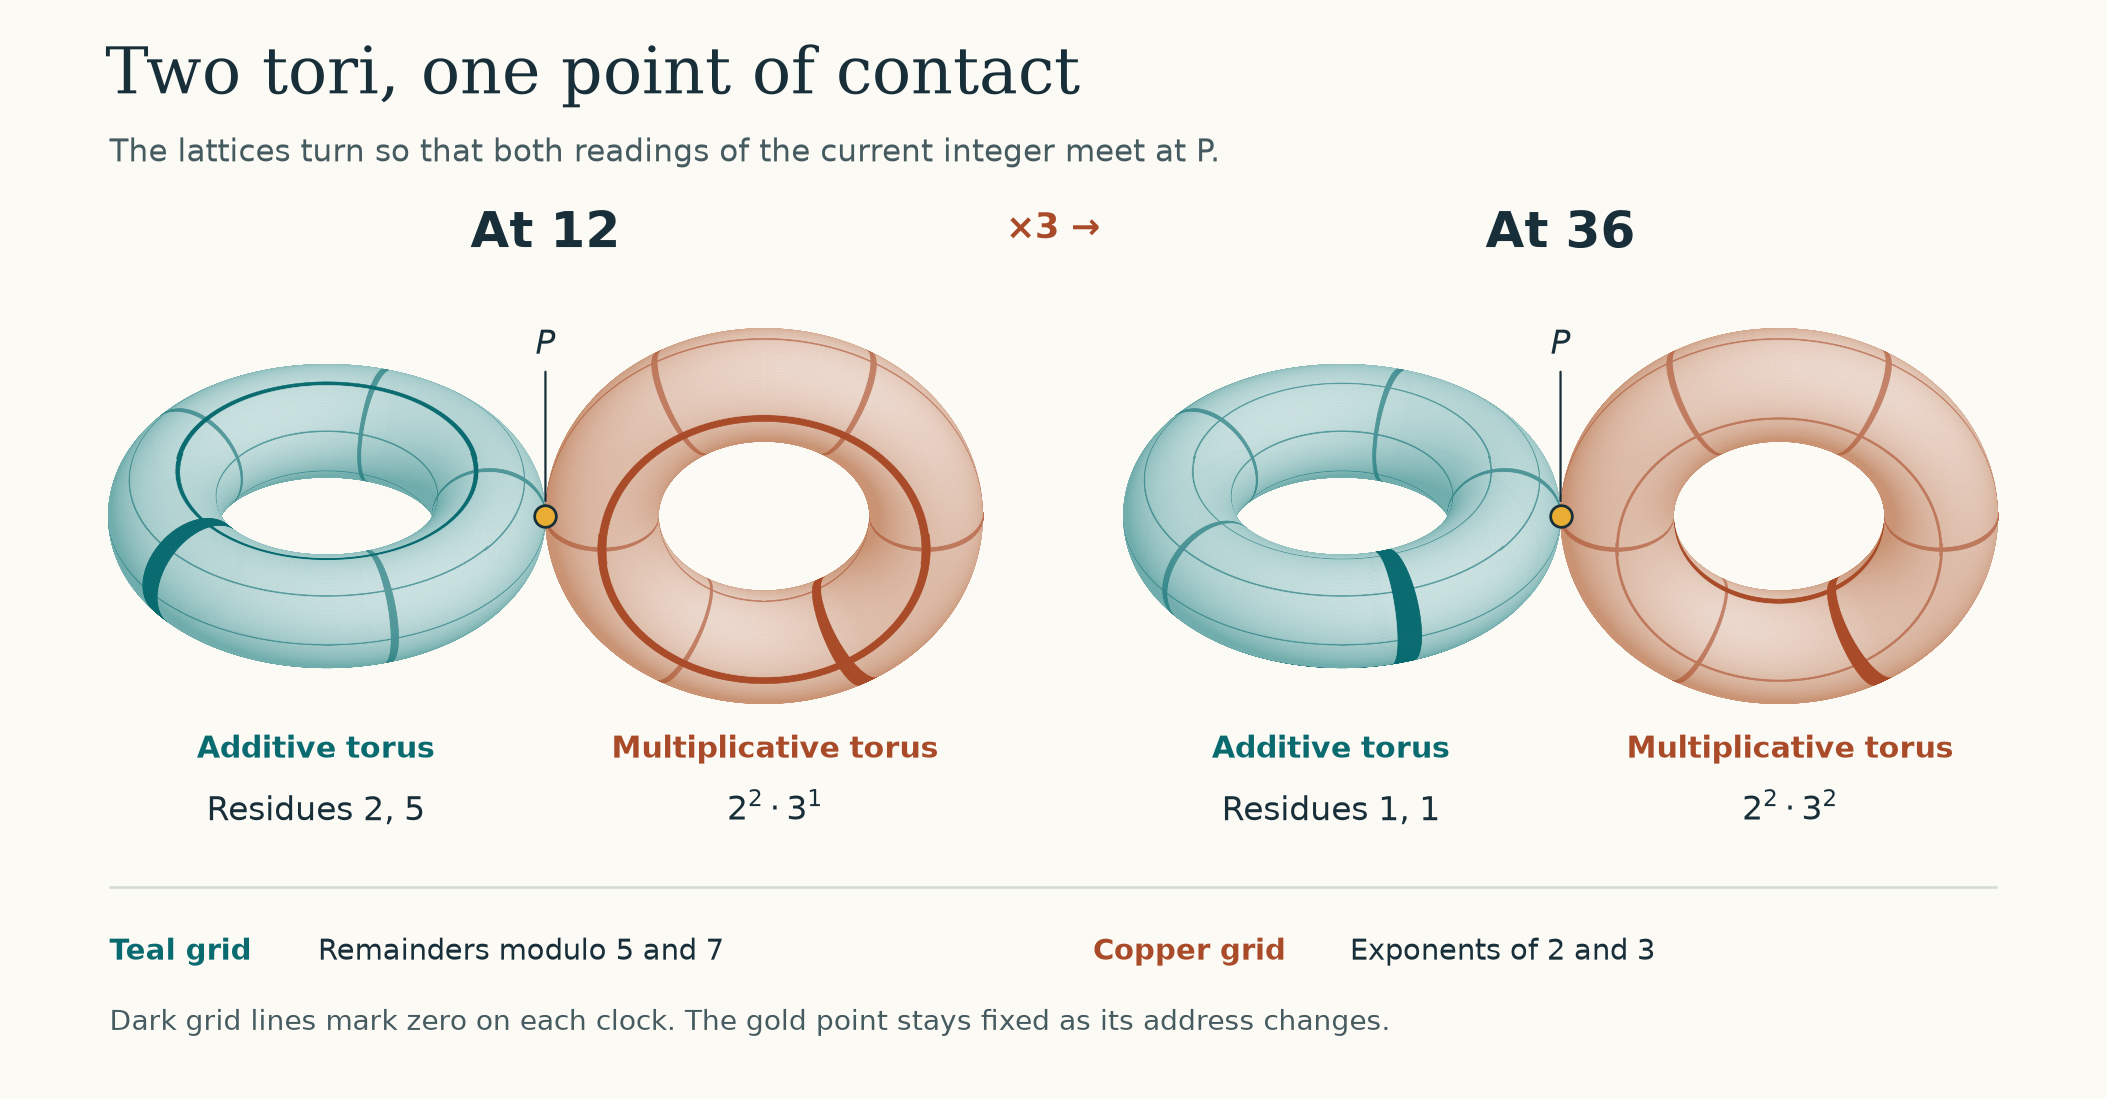 Two tori, one point of contact
The lattices turn so that both readings of the current integer meet at P.
At 12
×3 →
At 36
P
P
Additive torus
Multiplicative torus
Additive torus
Multiplicative torus
Residues 2, 5
2² · 3¹
Residues 1, 1
2² · 3²
Teal grid Remainders modulo 5 and 7
Copper grid Exponents of 2 and 3
Dark grid lines mark zero on each clock. The gold point stays fixed as its address changes.